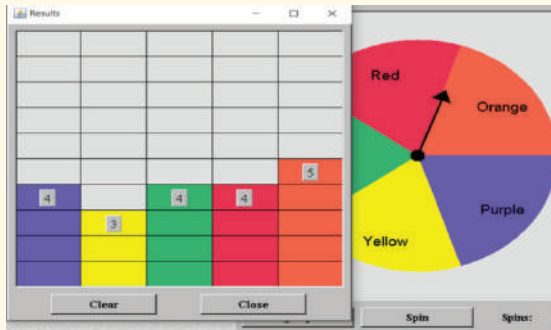 Results
Red
Orange
5
4
4
4
3
Purple
Yellow
Clear
Close
Spin
Spins: